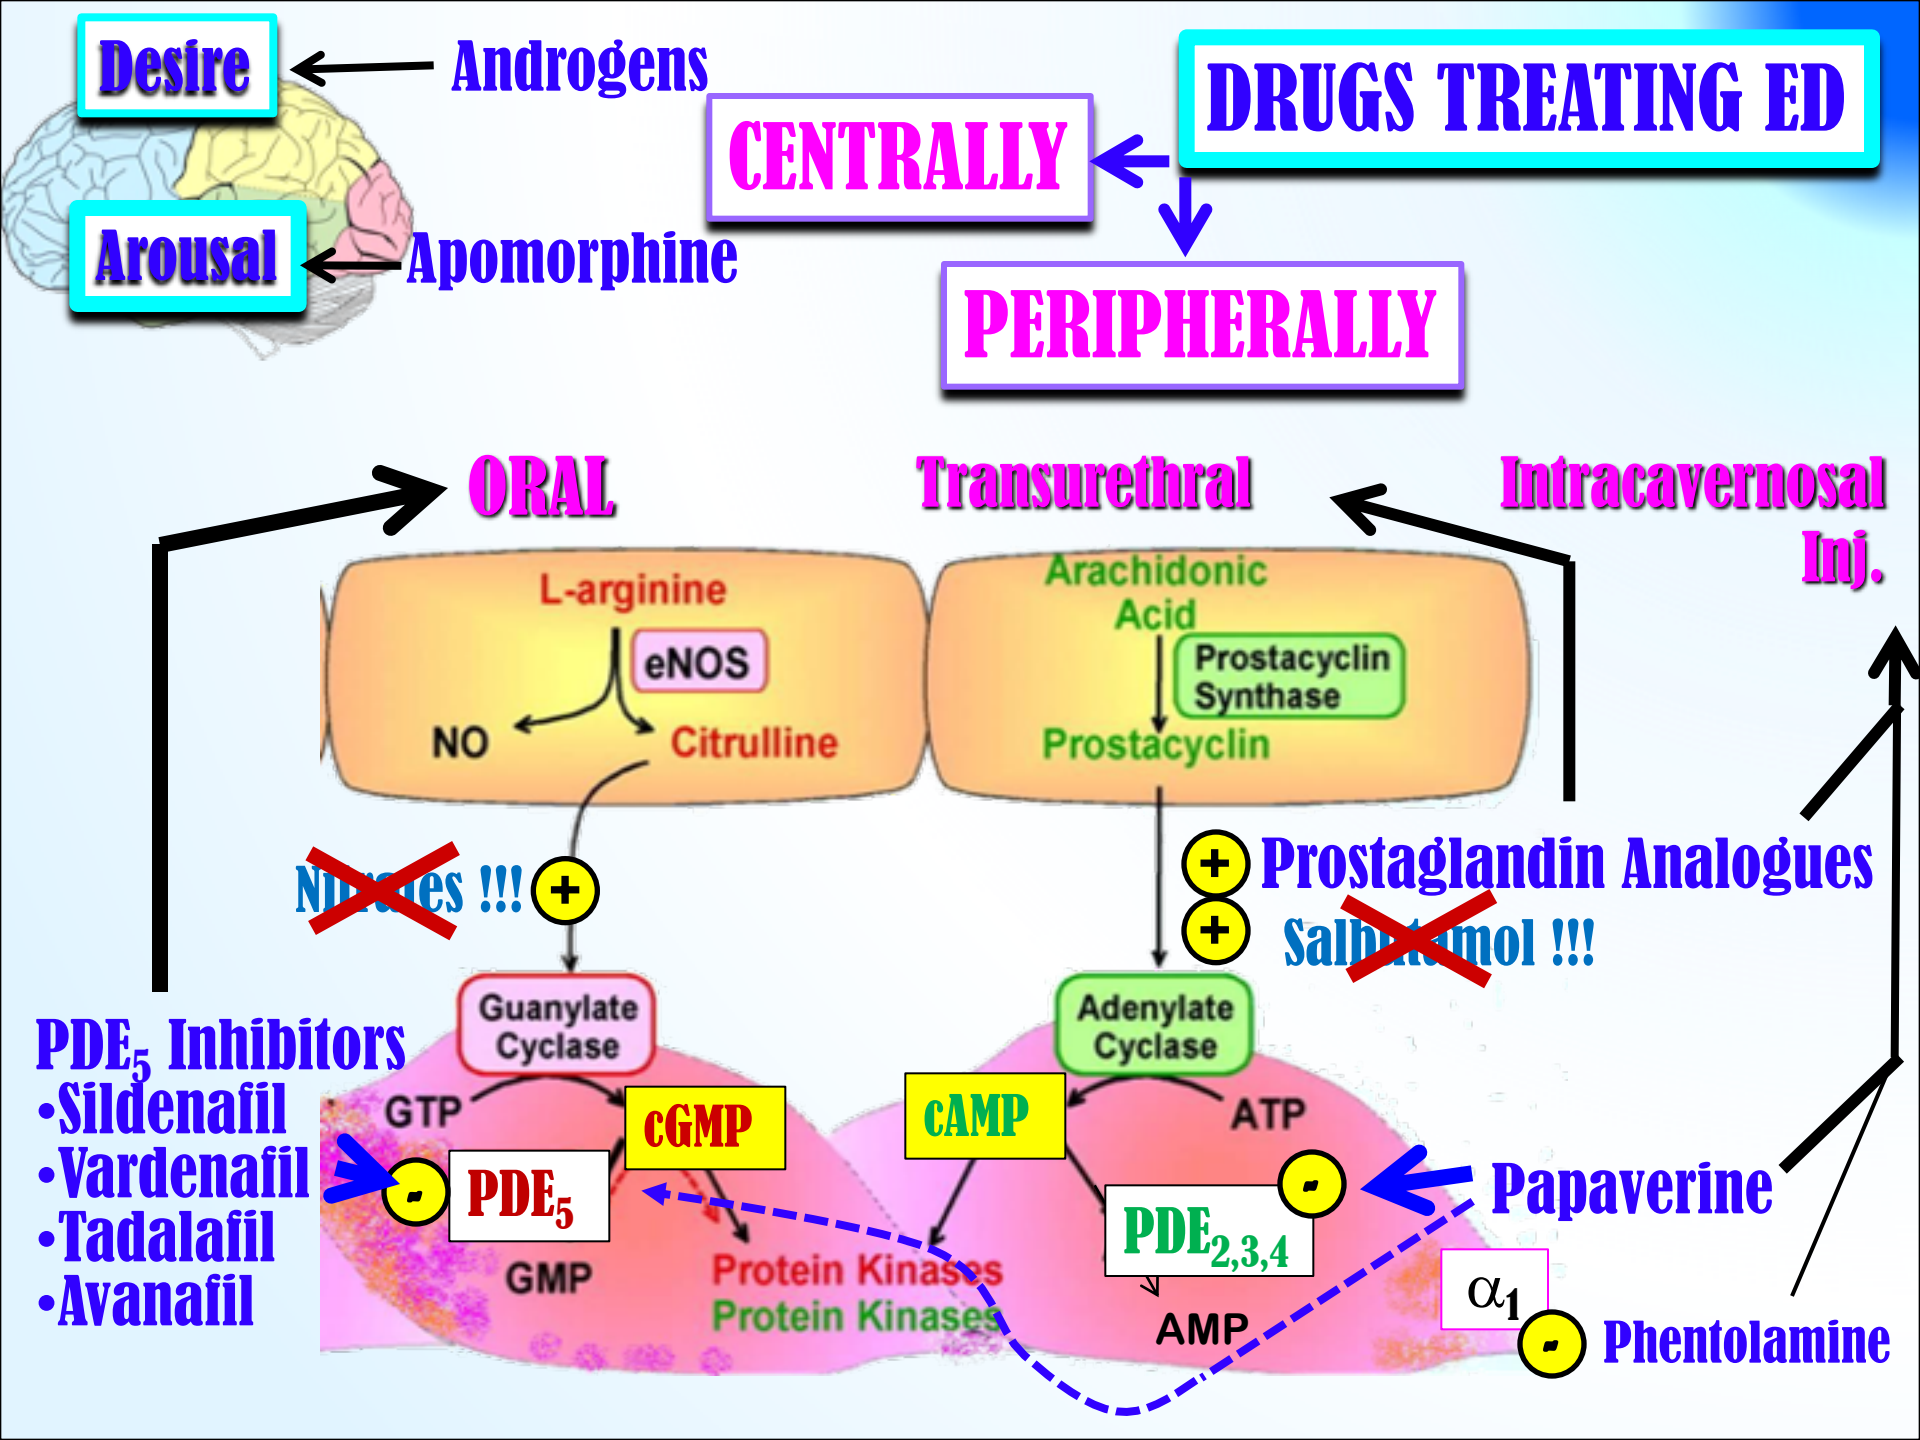 Desire
Androgens
DRUGS TREATING ED
CENTRALLY
Arousal
Apomorphine
PERIPHERALLY
ORAL
Transurethral
Intracavernosal
Inj.
L-arginine
eNOS
NO
Citrulline
Arachidonic
Acid
Prostacyclin
Synthase
Prostacyclin
Nitrates !!!
+
+
Prostaglandin Analogues
+
Salbutamol !!!
Guanylate
Cyclase
Adenylate
Cyclase
PDE5 Inhibitors
•Sildenafil
•Vardenafil
•Tadalafil
•Avanafil
GTP
cGMP
cAMP
ATP
-
PDE5
GMP
Protein Kinases
Protein Kinases
PDE2,3,4
-
AMP
Papaverine
α1
-
Phentolamine